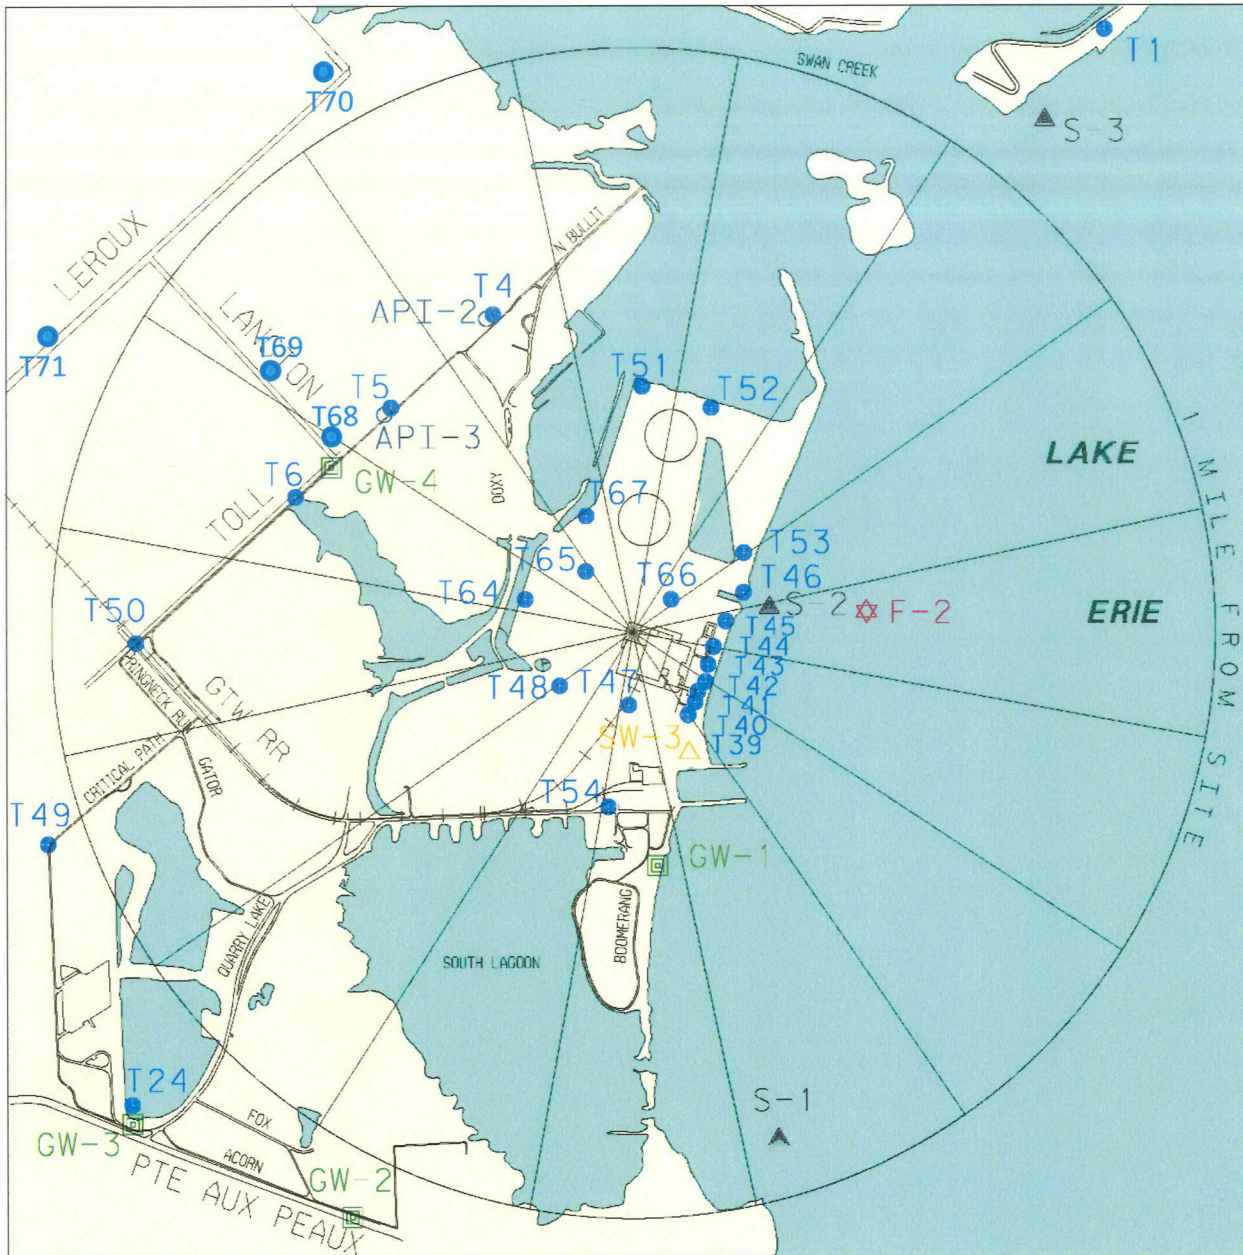 SWAN CREEK
T1
T70
S-3
LEROUX
N BULLIT
T4
API-2
LANGTON
T69
T71
T51
T5
T52
T68
API-3
LAKE
1 MILE FROM SITE
GW-4
T6
DOXY
TOLL
T67
T53
T65
T66
T46
T64
S-2
F-2
ERIE
T50
T45
T44
T43
RINGNECK RUN
T48
T47
T42
GTW RR
T41
T40
SW-3
T39
CRITICAL PATH
GATOR
T49
T54
GW-1
QUARRY LAKE
BOOMERANG
SOUTH LAGOON
T24
S-1
FOX
GW-3
ACORN
GW-2
PTE AUX PEAUX